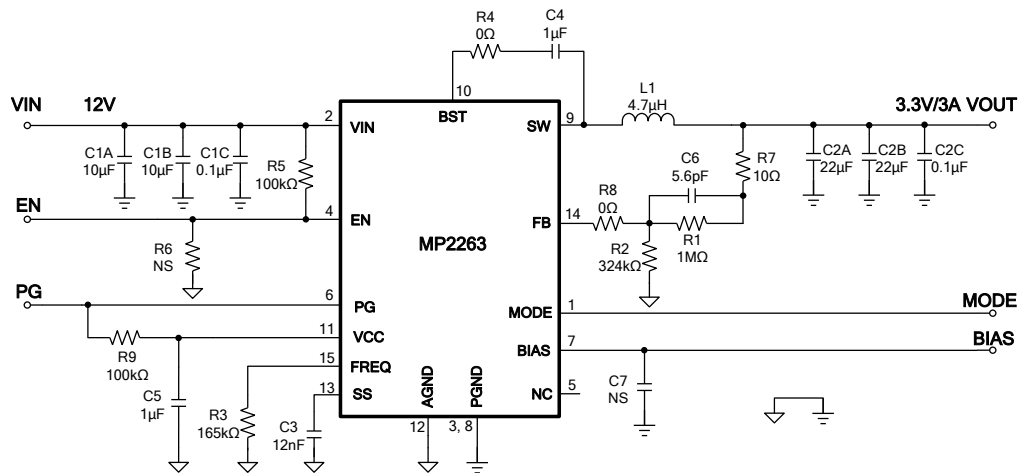 R4
0Ω
C4
1μF
10
BST
VIN
12V
2
VIN
SW
9
L1
4.7μH
3.3V/3A VOUT
C1A
10μF
C1B
10μF
C1C
0.1μF
R5
100kΩ
C6
5.6pF
R7
10Ω
C2A
22μF
C2B
22μF
C2C
0.1μF
EN
4
EN
FB
14
R8
0Ω
R6
NS
MP2263
R2
324kΩ
R1
1MΩ
PG
6
PG
MODE
1
MODE
11
VCC
BIAS
7
BIAS
R9
100kΩ
15
FREQ
C5
1μF
13
SS
NC
5
C7
NS
R3
165kΩ
C3
12nF
AGND
PGND
12
3, 8